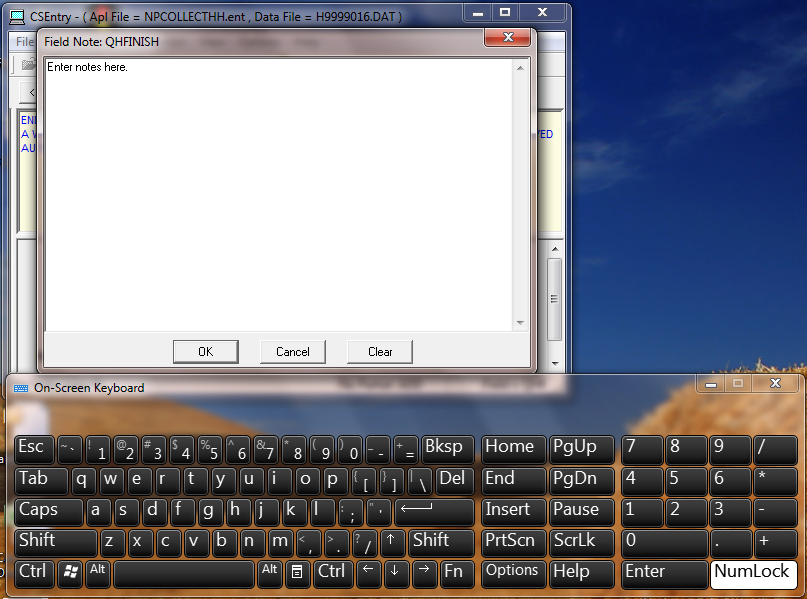 CSEntry - ( Apl File = NPCOLLECTHH.ent , Data File = H9999016.DAT )
File
Field Note: QHFINISH
Enter notes here.
<
END
A W
AU
ED
OK Cancel Clear
On-Screen Keyboard
Esc ~ ` ! 1 @ 2 # 3 $ 4 % 5 ^ 6 & 7 * 8 ( 9 ) 0 _ - + = Bksp Home PgUp 7 8 9 /
Tab q w e r t y u i o p { [ } ] | \ Del End PgDn 4 5 6 *
Caps a s d f g h j k l : ; " ' Insert Pause 1 2 3 -
Shift z x c v b n m < , > . ? / ↑ Shift PrtScn ScrLk 0 . +
Ctrl Alt Alt Ctrl ← ↓ → Fn Options Help Enter NumLock